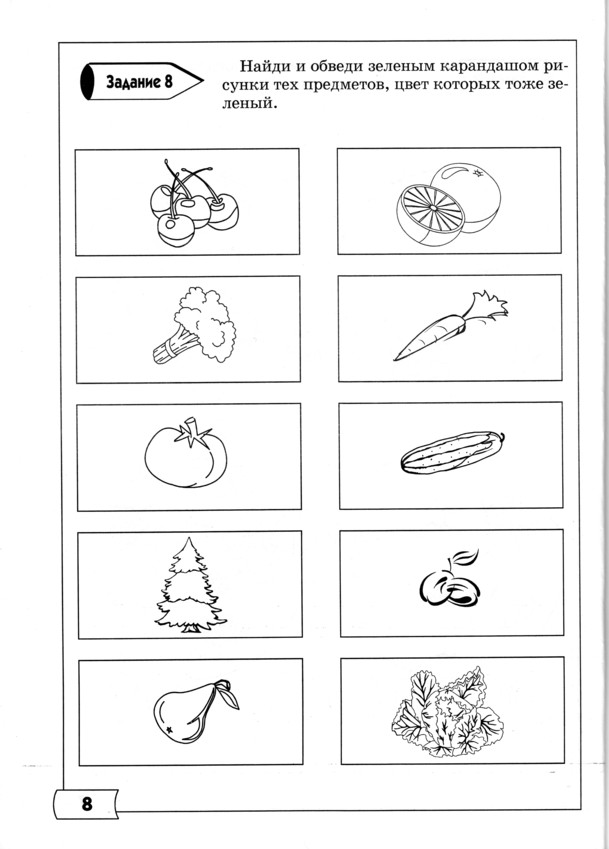 Задание 8
Найди и обведи зеленым карандашом ри-
сунки тех предметов, цвет которых тоже зе-
леный.
8